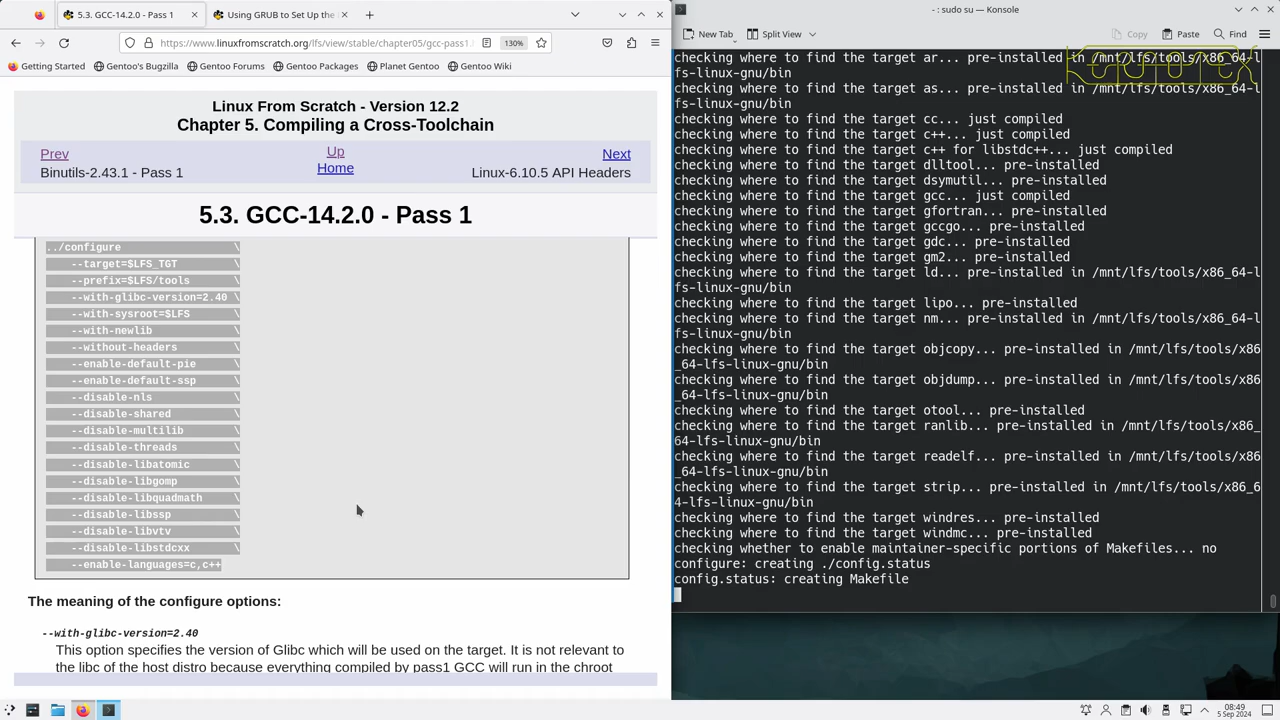 5.3. GCC-14.2.0 - Pass 1
Using GRUB to Set Up the
https://www.linuxfromscratch.org/lfs/view/stable/chapter05/gcc-pass1.
130%
Getting Started
Gentoo's Bugzilla
Gentoo Forums
Gentoo Packages
Planet Gentoo
Gentoo Wiki
Linux From Scratch - Version 12.2
Chapter 5. Compiling a Cross-Toolchain
Prev
Up
Next
Binutils-2.43.1 - Pass 1
Home
Linux-6.10.5 API Headers
5.3. GCC-14.2.0 - Pass 1
../configure \
--target=$LFS_TGT \
--prefix=$LFS/tools \
--with-glibc-version=2.40 \
--with-sysroot=$LFS \
--with-newlib \
--without-headers \
--enable-default-pie \
--enable-default-ssp \
--disable-nls \
--disable-shared \
--disable-multilib \
--disable-threads \
--disable-libatomic \
--disable-libgomp \
--disable-libquadmath \
--disable-libssp \
--disable-libvtv \
--disable-libstdcxx \
--enable-languages=c,c++
The meaning of the configure options:
--with-glibc-version=2.40
This option specifies the version of Glibc which will be used on the target. It is not relevant to
the libc of the host distro because everything compiled by pass1 GCC will run in the chroot
- : sudo su — Konsole
New Tab
Split View
Copy
Paste
Find
checking where to find the target ar... pre-installed in /mnt/lfs/tools/x86_64-l
fs-linux-gnu/bin
checking where to find the target as... pre-installed in /mnt/lfs/tools/x86_64-l
fs-linux-gnu/bin
checking where to find the target cc... just compiled
checking where to find the target c++... just compiled
checking where to find the target c++ for libstdc++... just compiled
checking where to find the target dlltool... pre-installed
checking where to find the target dsymutil... pre-installed
checking where to find the target gcc... just compiled
checking where to find the target gfortran... pre-installed
checking where to find the target gccgo... pre-installed
checking where to find the target gdc... pre-installed
checking where to find the target gm2... pre-installed
checking where to find the target ld... pre-installed in /mnt/lfs/tools/x86_64-l
fs-linux-gnu/bin
checking where to find the target lipo... pre-installed
checking where to find the target nm... pre-installed in /mnt/lfs/tools/x86_64-l
fs-linux-gnu/bin
checking where to find the target objcopy... pre-installed in /mnt/lfs/tools/x86
_64-lfs-linux-gnu/bin
checking where to find the target objdump... pre-installed in /mnt/lfs/tools/x86
_64-lfs-linux-gnu/bin
checking where to find the target otool... pre-installed
checking where to find the target ranlib... pre-installed in /mnt/lfs/tools/x86_
64-lfs-linux-gnu/bin
checking where to find the target readelf... pre-installed in /mnt/lfs/tools/x86
_64-lfs-linux-gnu/bin
checking where to find the target strip... pre-installed in /mnt/lfs/tools/x86_6
4-lfs-linux-gnu/bin
checking where to find the target windres... pre-installed
checking where to find the target windmc... pre-installed
checking whether to enable maintainer-specific portions of Makefiles... no
configure: creating ./config.status
config.status: creating Makefile
08:49
5 Sep 2024